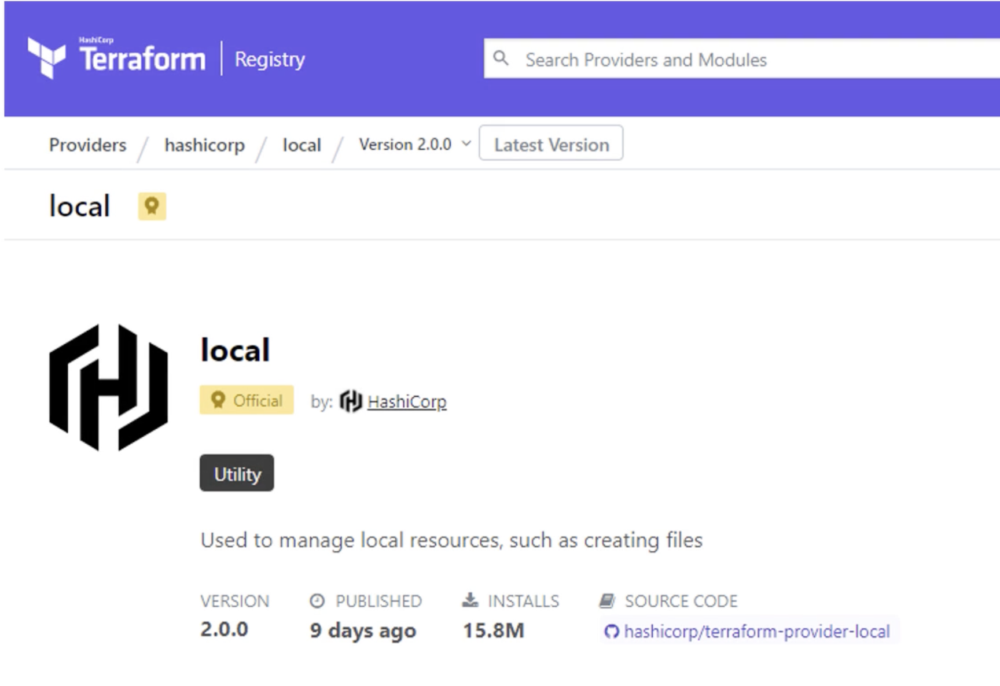 HashiCorp
Terraform | Registry
Search Providers and Modules
Providers / hashicorp / local / Version 2.0.0 Latest Version
local
local
Official by: HashiCorp
Utility
Used to manage local resources, such as creating files
VERSION PUBLISHED INSTALLS SOURCE CODE
2.0.0 9 days ago 15.8M hashicorp/terraform-provider-local